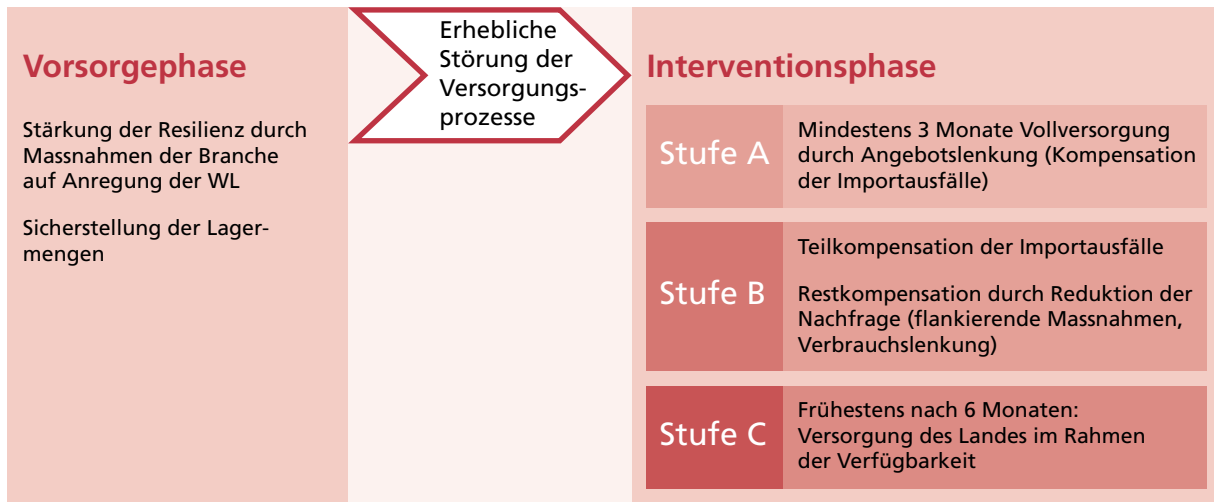 Vorsorgephase
Stärkung der Resilienz durch
Massnahmen der Branche
auf Anregung der WL
Sicherstellung der Lager-
mengen
Erhebliche
Störung der
Versorgungs-
prozesse
Interventionsphase
Stufe A
Mindestens 3 Monate Vollversorgung
durch Angebotslenkung (Kompensation
der Importausfälle)
Stufe B
Teilkompensation der Importausfälle
Restkompensation durch Reduktion der
Nachfrage (flankierende Massnahmen,
Verbrauchslenkung)
Stufe C
Frühestens nach 6 Monaten:
Versorgung des Landes im Rahmen
der Verfügbarkeit